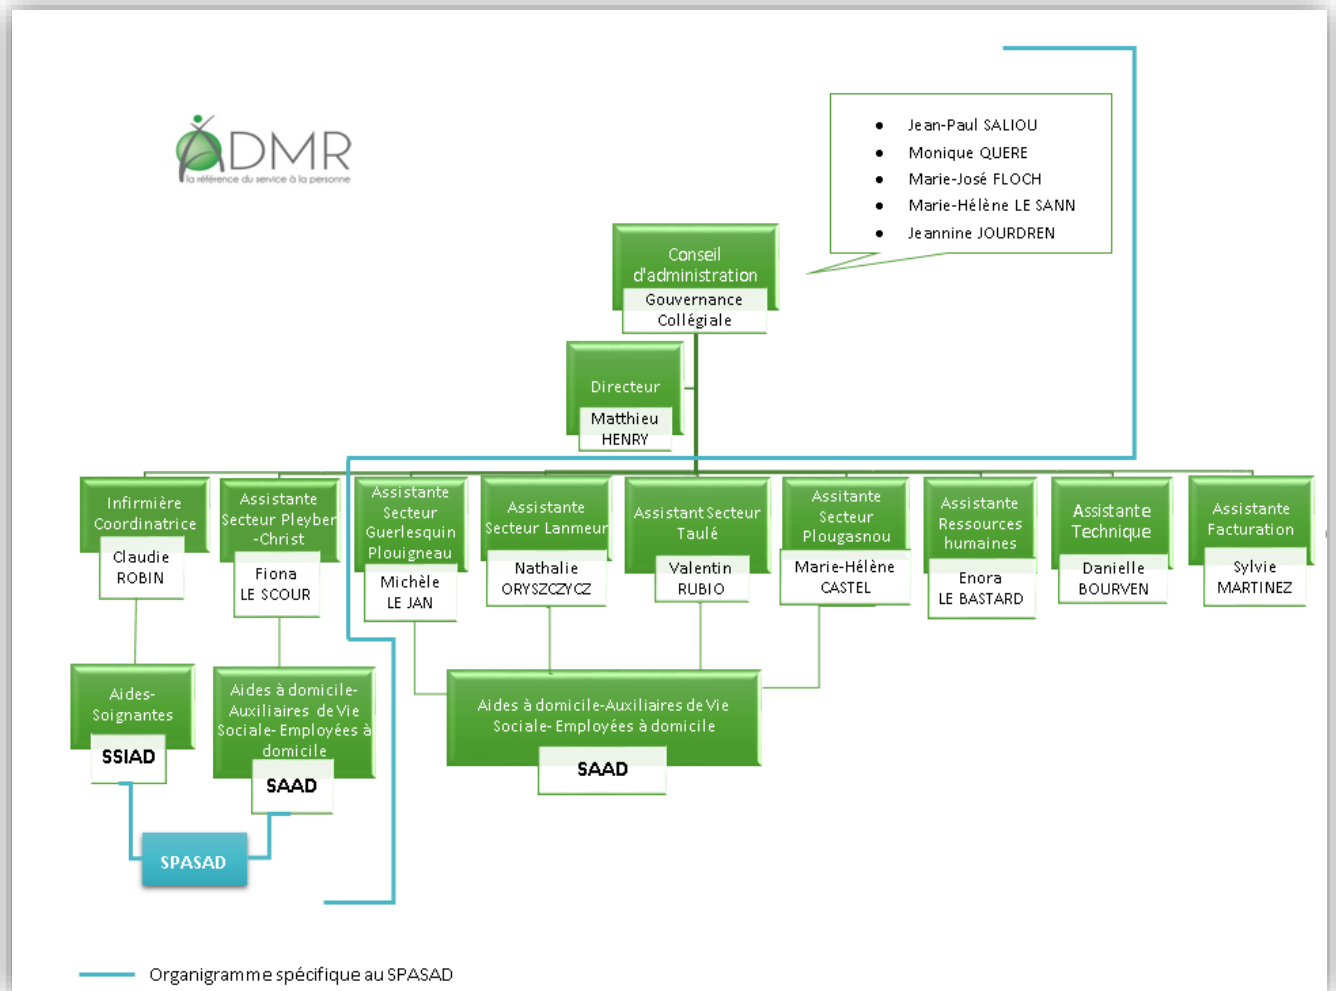 ADMR
la référence du service à la personne
• Jean-Paul SALIOU
• Monique QUERE
• Marie-José FLOCH
• Marie-Hélène LE SANN
• Jeannine JOURDREN
Conseil
d'administration
Gouvernance
Collégiale
Directeur
Matthieu
HENRY
Infirmière
Coordinatrice
Claudie
ROBIN
Assistante
Secteur Pleyber
-Christ
Fiona
LE SCOUR
Assistante
Secteur
Guerlesquin
Plouigneau
Michèle
LE JAN
Assistante
Secteur Lanmeur
Nathalie
ORYSZCZYCZ
Assistant Secteur
Taulé
Valentin
RUBIO
Assitante
Secteur
Plougasnou
Marie-Hélène
CASTEL
Assistante
Ressources
humaines
Enora
LE BASTARD
Assistante
Technique
Danielle
BOURVEN
Assistante
Facturation
Sylvie
MARTINEZ
Aides-
Soignantes
SSIAD
Aides à domicile-
Auxiliaires de Vie
Sociale- Employées à
domicile
SAAD
Aides à domicile-Auxiliaires de Vie
Sociale- Employées à domicile
SAAD
SPASAD
Organigramme spécifique au SPASAD